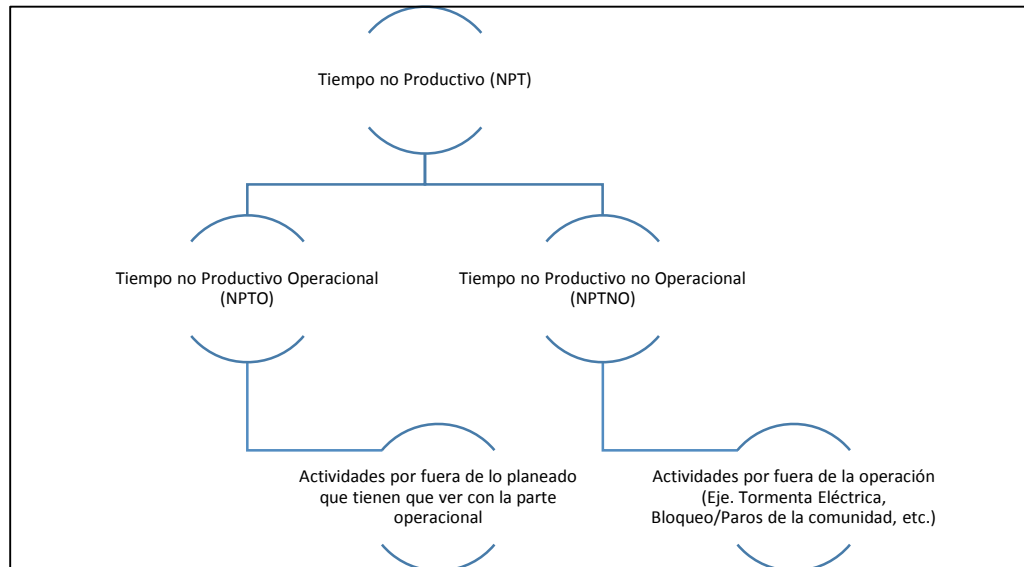 Tiempo no Productivo (NPT)
Tiempo no Productivo Operacional
(NPTO)
Tiempo no Productivo no Operacional
(NPTNO)
Actividades por fuera de lo planeado
que tienen que ver con la parte
operacional
Actividades por fuera de la operación
(Eje. Tormenta Eléctrica,
Bloqueo/Paros de la comunidad, etc.)